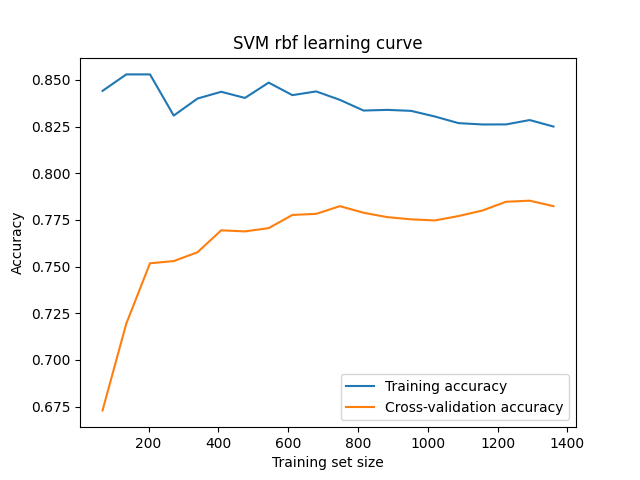 SVM rbf learning curve
0.850
0.825
0.800
0.775
0.750
0.725
0.700
0.675
Accuracy
Training accuracy
Cross-validation accuracy
200 400 600 800 1000 1200 1400
Training set size